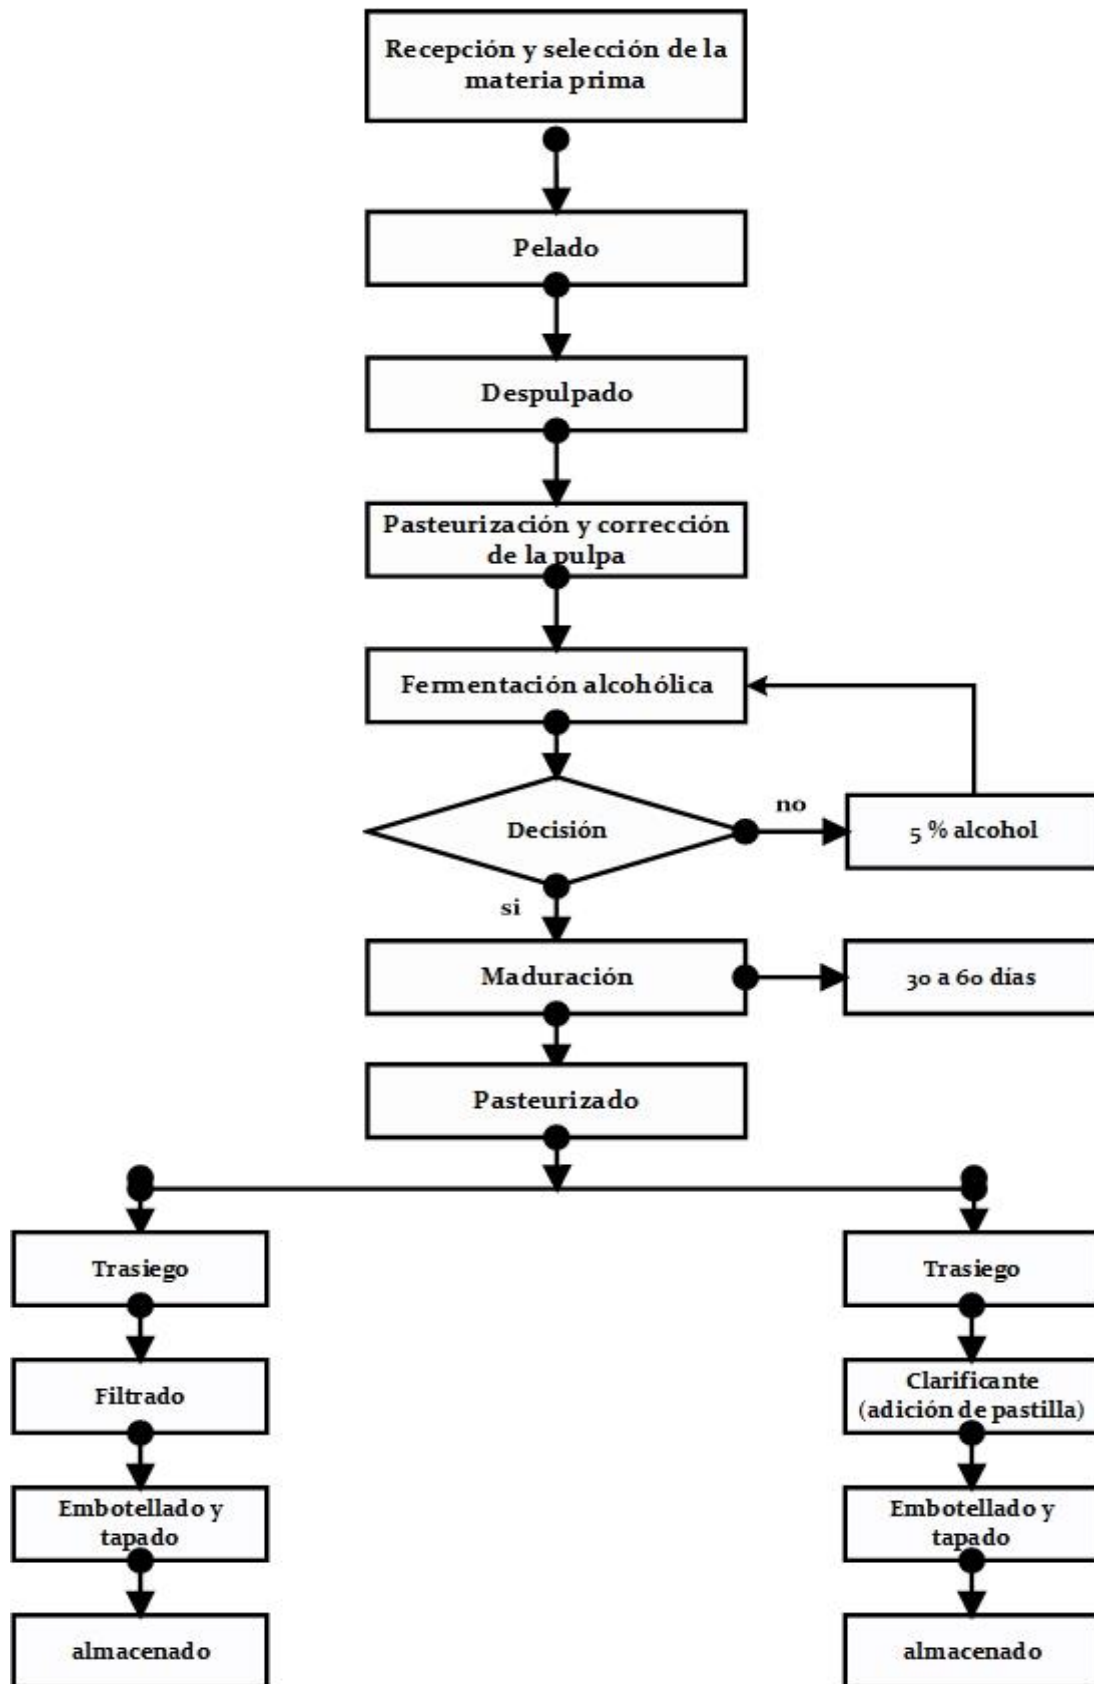 Recepción y selección de la
materia prima
Pelado
Despulpado
Pasteurización y corrección
de la pulpa
Fermentación alcohólica
Decisión
no
5 % alcohol
si
Maduración
30 a 60 días
Pasteurizado
Trasiego
Trasiego
Filtrado
Clarificante
(adición de pastilla)
Embotellado y
tapado
Embotellado y
tapado
almacenado
almacenado